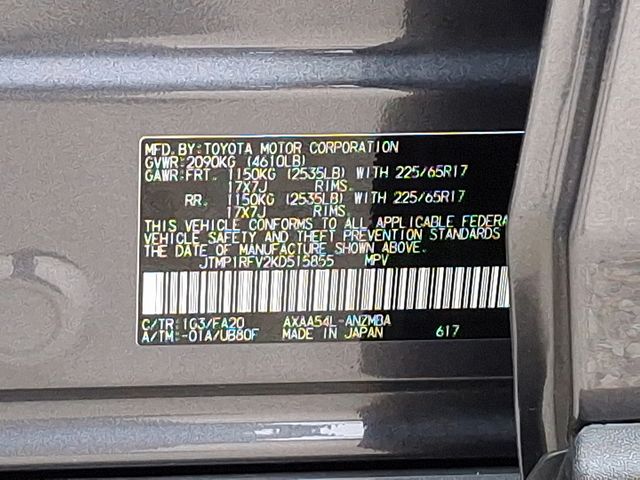 MFD.BY:TOYOTA MOTOR CORPORATION
GVWR:2090KG (4610LB)
GAWR:FRT. 1150KG (2535LB) WITH 225/65R17
17X7J RIMS.
RR. 1150KG (2535LB) WITH 225/65R17
17X7J RIMS.
THIS VEHICLE CONFORMS TO ALL APPLICABLE FEDERA
VEHICLE SAFETY AND THEFT PREVENTION STANDARDS
THE DATE OF MANUFACTURE SHOWN ABOVE.
JTMP1RFV2KD515855 MPV
C/TR:1G3/FA20 AXAA54L-ANZMBA
A/TM:-01A/UB80F MADE IN JAPAN 617